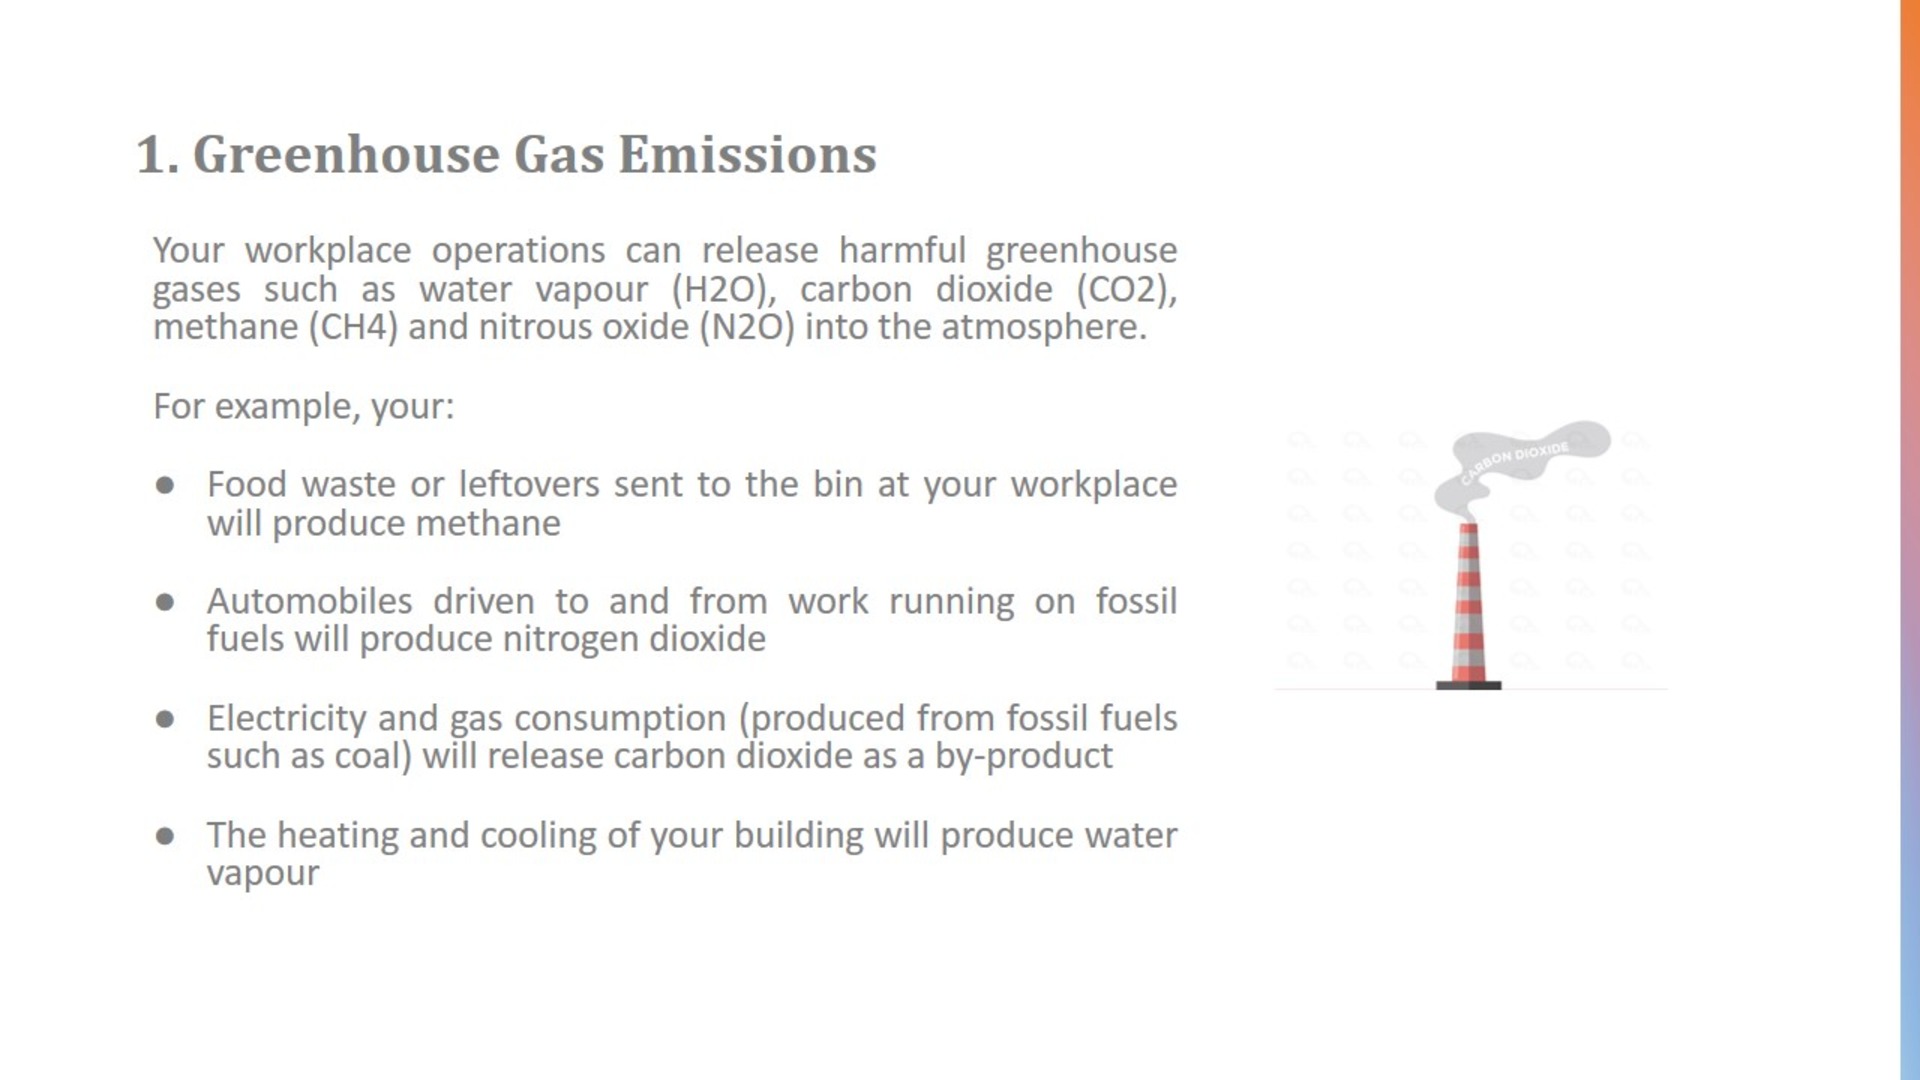 1. Greenhouse Gas Emissions
Your workplace operations can release harmful greenhouse
gases such as water vapour (H2O), carbon dioxide (CO2),
methane (CH4) and nitrous oxide (N2O) into the atmosphere.
For example, your:
● Food waste or leftovers sent to the bin at your workplace
will produce methane
● Automobiles driven to and from work running on fossil
fuels will produce nitrogen dioxide
● Electricity and gas consumption (produced from fossil fuels
such as coal) will release carbon dioxide as a by-product
● The heating and cooling of your building will produce water
vapour
CARBON DIOXIDE